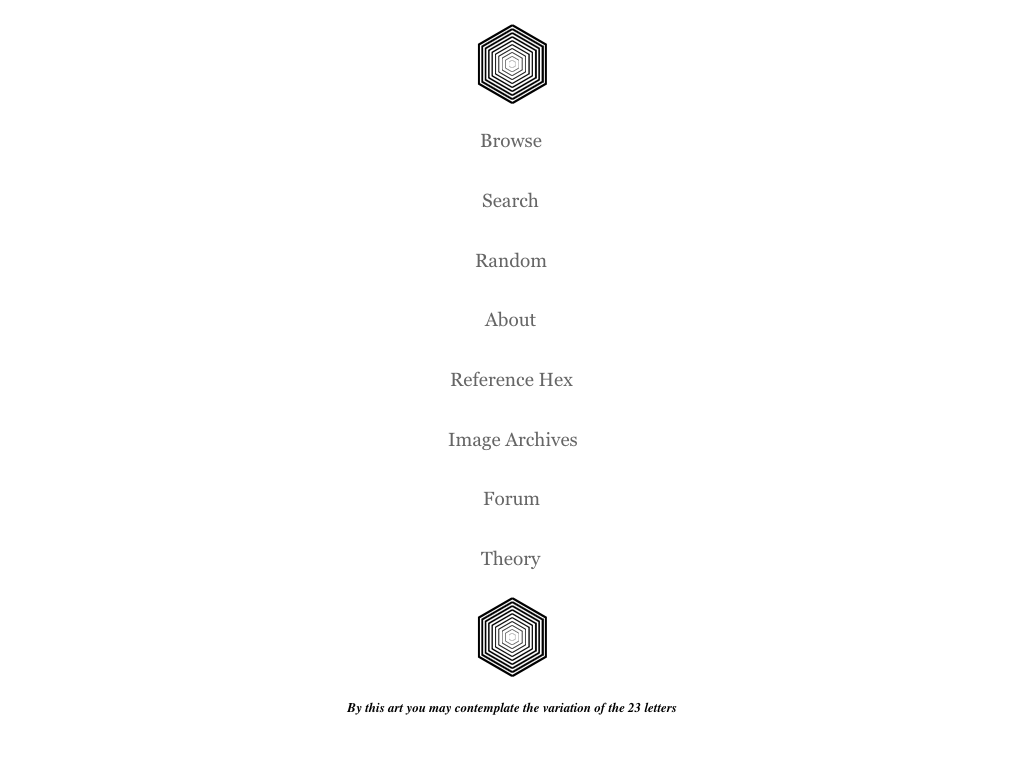 Browse
Search
Random
About
Reference Hex
Image Archives
Forum
Theory
By this art you may contemplate the variation of the 23 letters